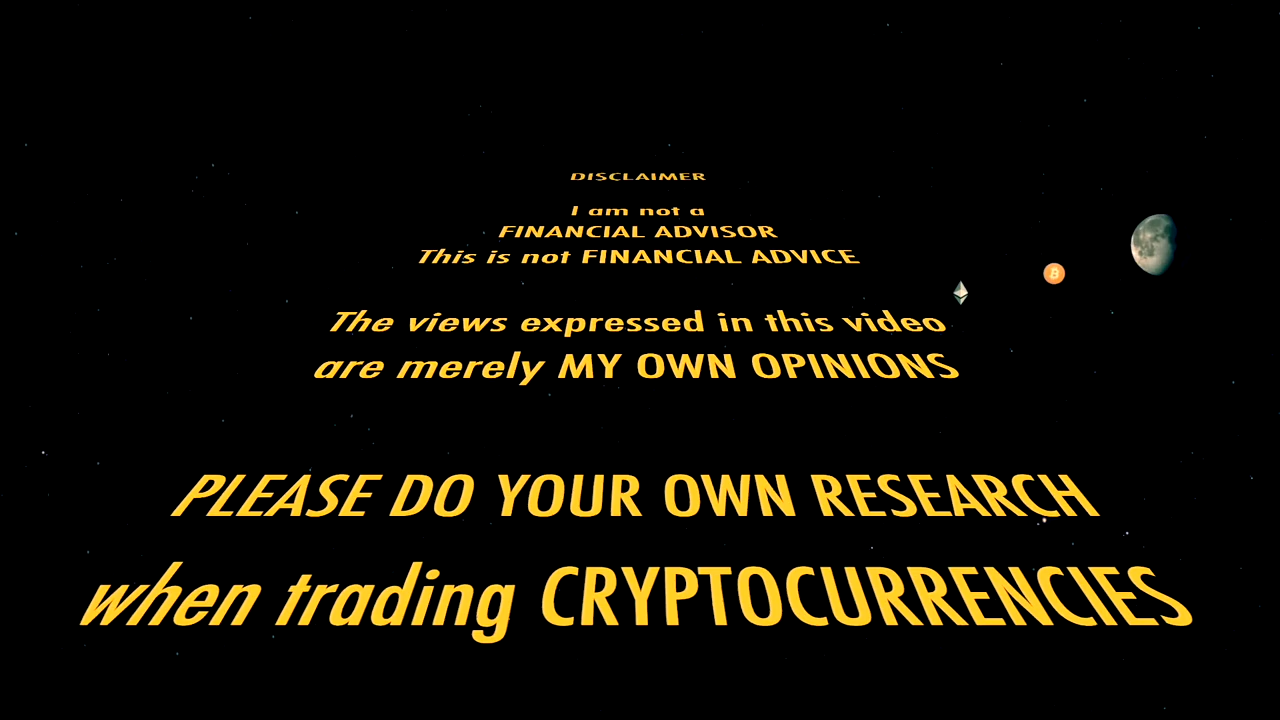 DISCLAIMER
I am not a
FINANCIAL ADVISOR
This is not FINANCIAL ADVICE
The views expressed in this video
are merely MY OWN OPINIONS
PLEASE DO YOUR OWN RESEARCH
when trading CRYPTOCURRENCIES